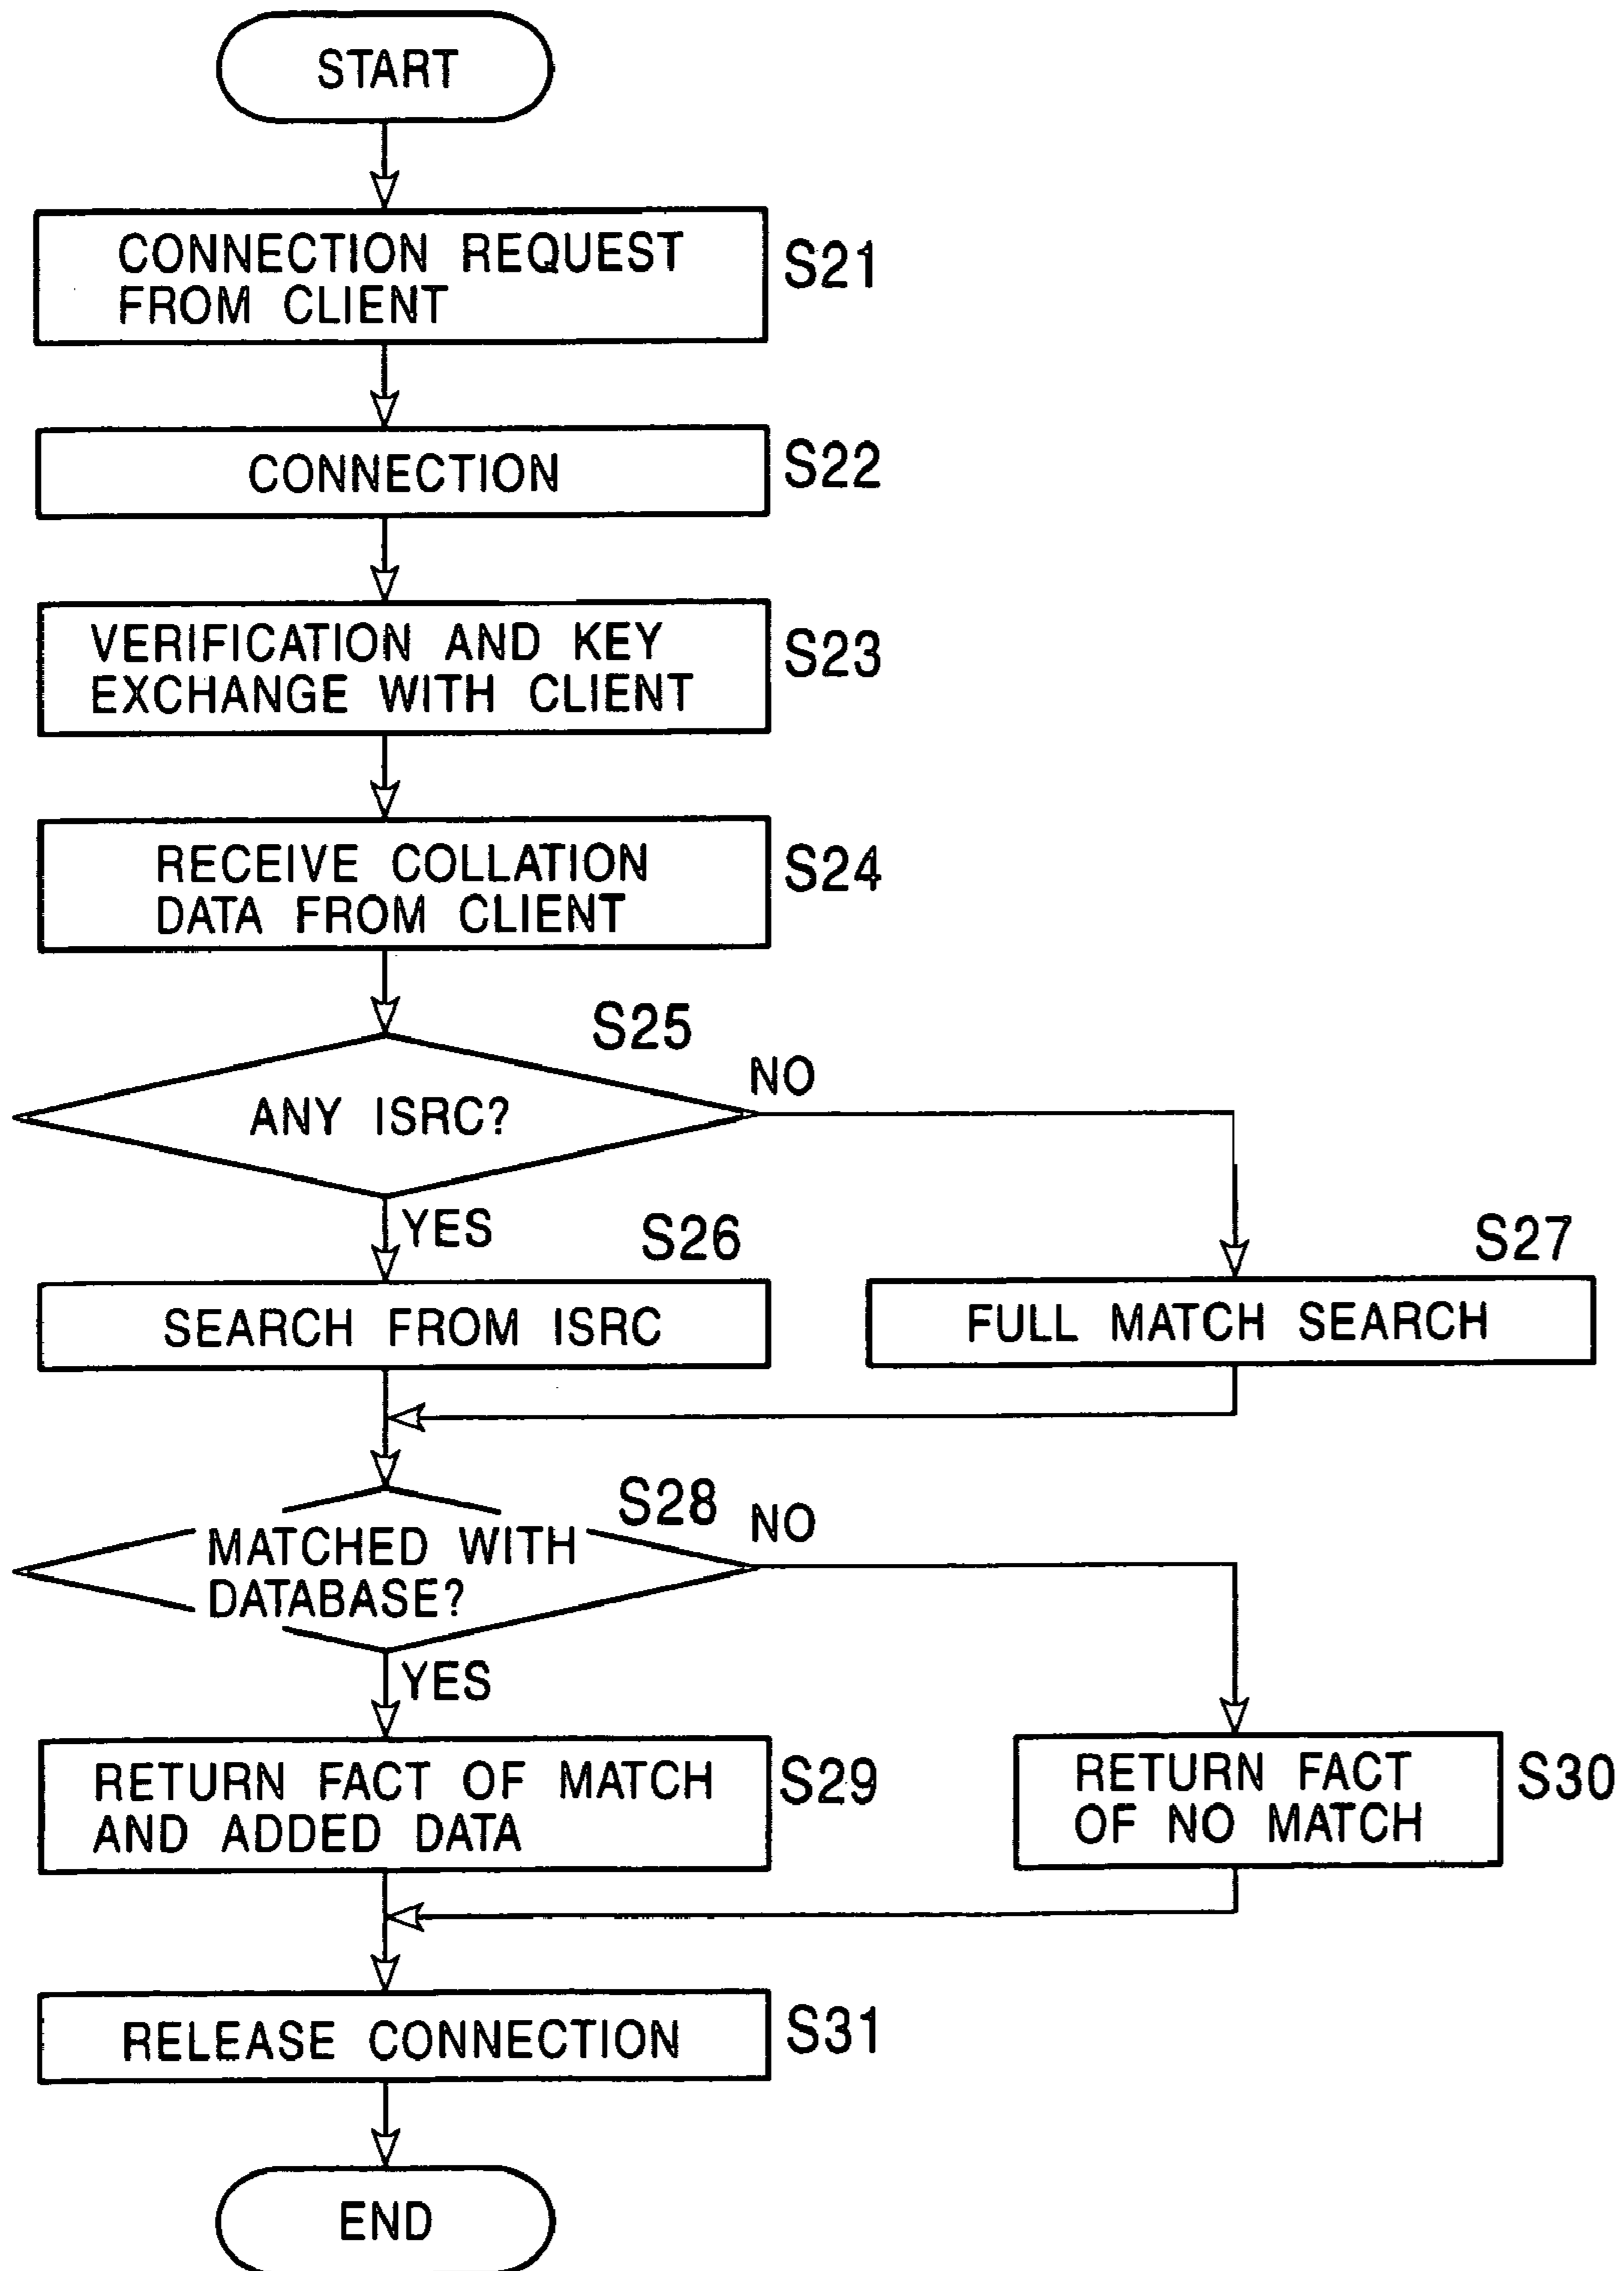 START
CONNECTION REQUEST
FROM CLIENT
S21
CONNECTION
S22
VERIFICATION AND KEY
EXCHANGE WITH CLIENT
S23
RECEIVE COLLATION
DATA FROM CLIENT
S24
S25
ANY ISRC?
NO
YES
S26
SEARCH FROM ISRC
S27
FULL MATCH SEARCH
S28
MATCHED WITH
DATABASE?
NO
YES
RETURN FACT OF MATCH
AND ADDED DATA
S29
RETURN FACT
OF NO MATCH
S30
RELEASE CONNECTION
S31
END